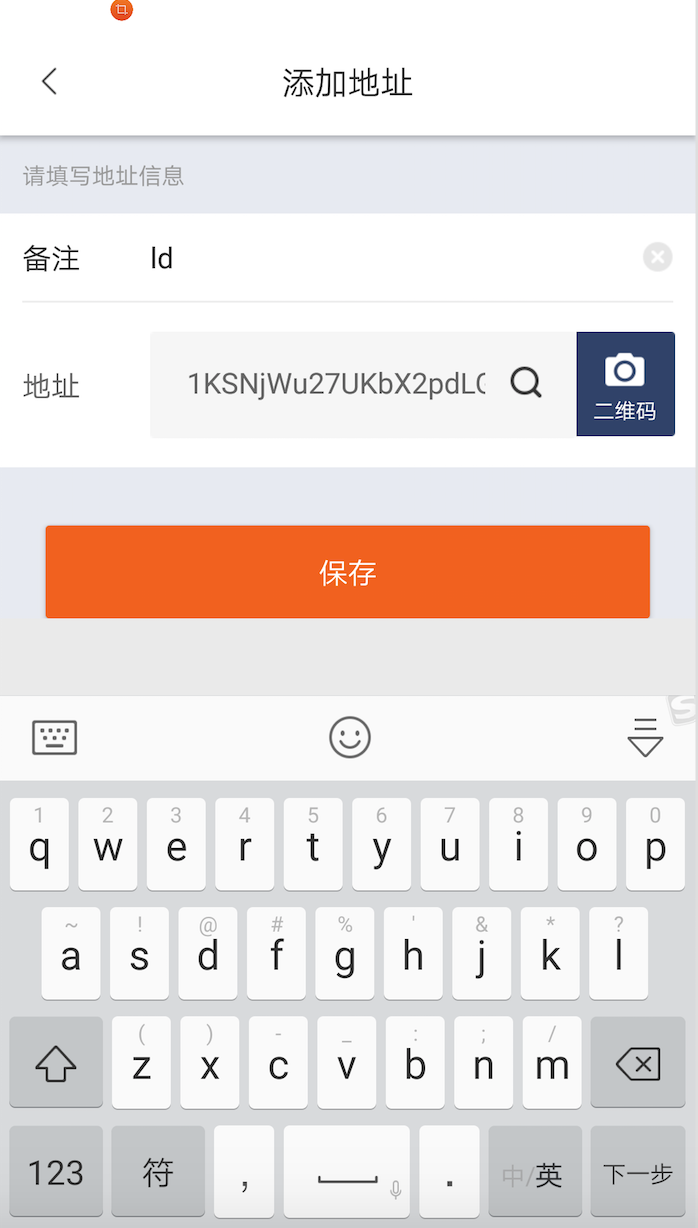 添加地址
请填写地址信息
备注 ld
地址 1KSNjWu27UKbX2pdL
二维码
保存
1 2 3 4 5 6 7 8 9 0
q w e r t y u i o p
~ ! @ # % ' & * ?
a s d f g h j k l
( ) - _ : ; /
z x c v b n m
123 符 , . 中/英 下一步